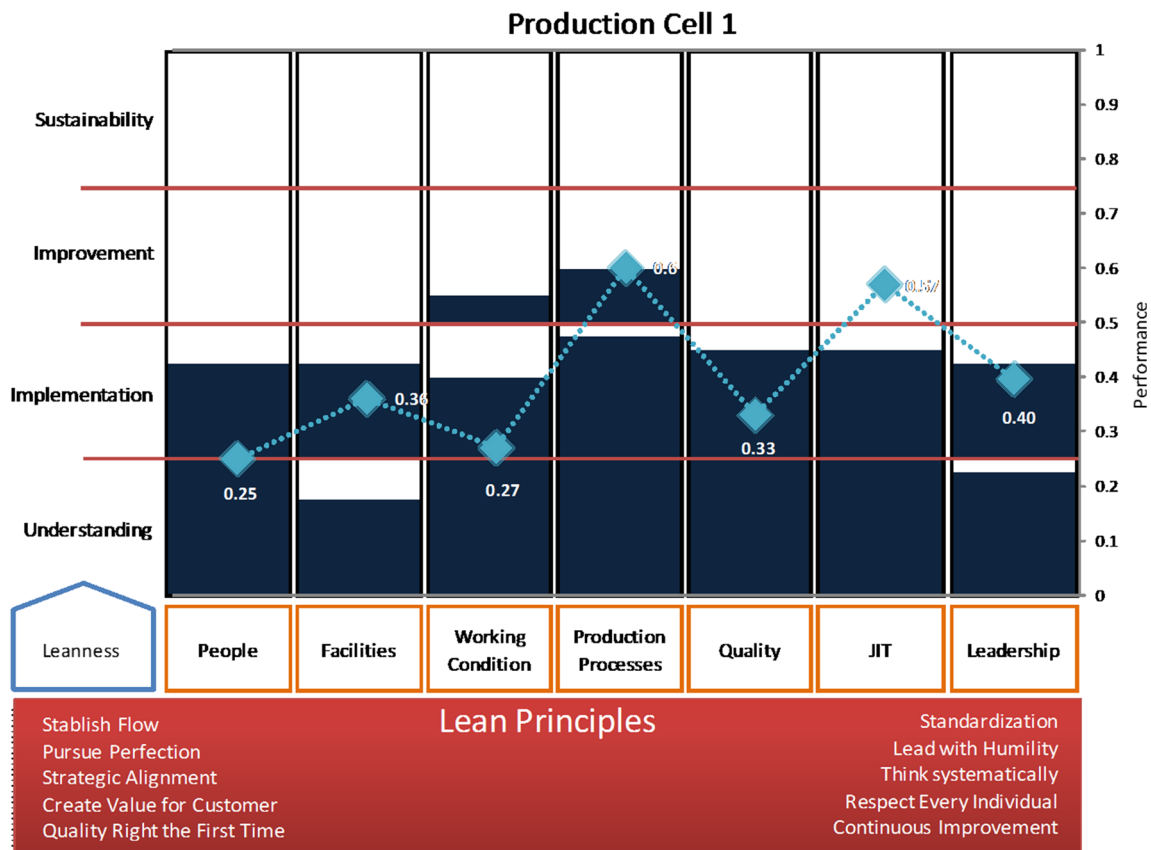 Production Cell 1
Sustainability
Improvement
Implementation
Understanding
1
0.9
0.8
0.7
0.6
0.5
0.4
0.3
0.2
0.1
0
Performance
0.25
0.36
0.27
0.6
0.33
0.57
0.40
Leanness
People
Facilities
Working
Condition
Production
Processes
Quality
JIT
Leadership
Lean Principles
Stablish Flow
Pursue Perfection
Strategic Alignment
Create Value for Customer
Quality Right the First Time
Standardization
Lead with Humility
Think systematically
Respect Every Individual
Continuous Improvement